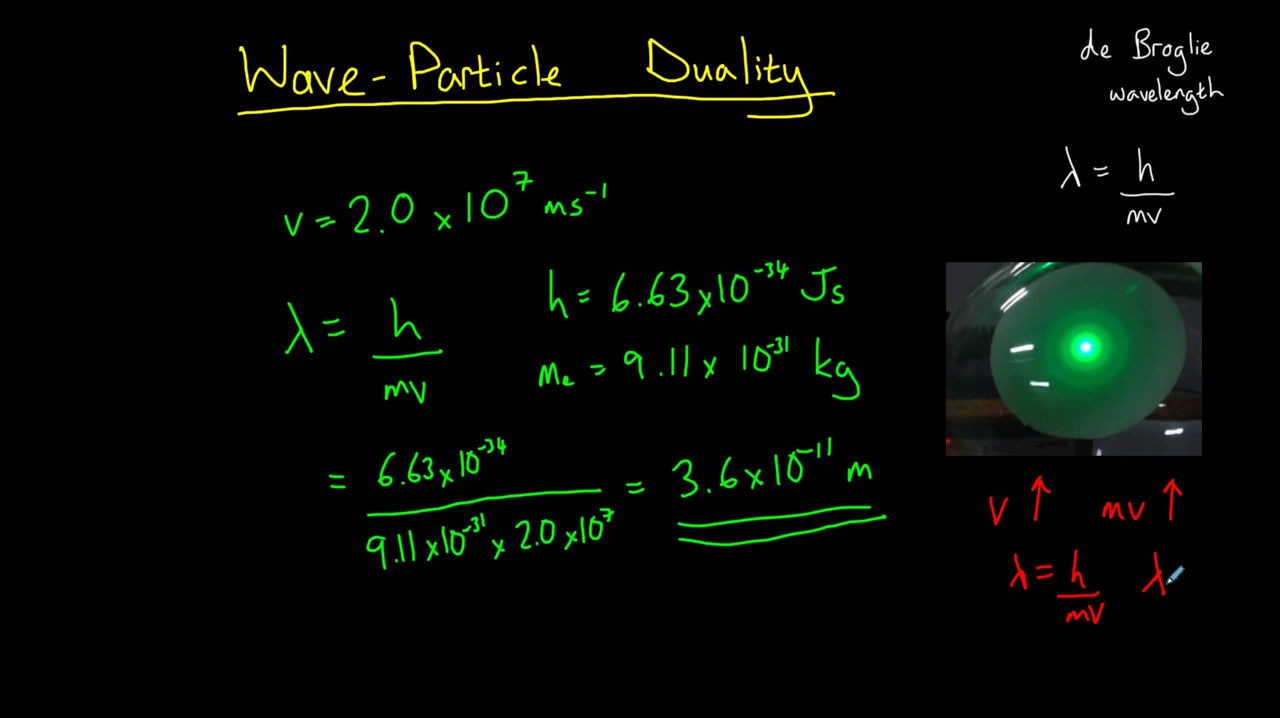 Wave-Particle Duality
de Broglie
wavelength
λ = h/mv
v = 2.0 x 10⁷ ms⁻¹
h = 6.63 x 10⁻³⁴ Js
λ = h/mv
mₑ = 9.11 x 10⁻³¹ kg
= 6.63 x 10⁻³⁴ / 9.11 x 10⁻³¹ x 2.0 x 10⁷ = 3.6 x 10⁻¹¹ m
v ↑ mv ↑
λ = h/mv λ